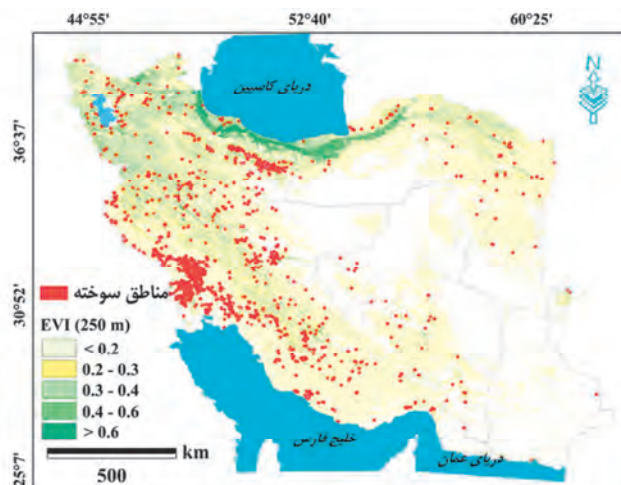 44°55' 52°40' 60°25'
دریای کاسپین
N
36°37'
30°52'
25°7'
مناطق سوخته
EVI (250 m)
< 0.2
0.2 - 0.3
0.3 - 0.4
0.4 - 0.6
> 0.6
km
500
خلیج فارس
دریای عمان